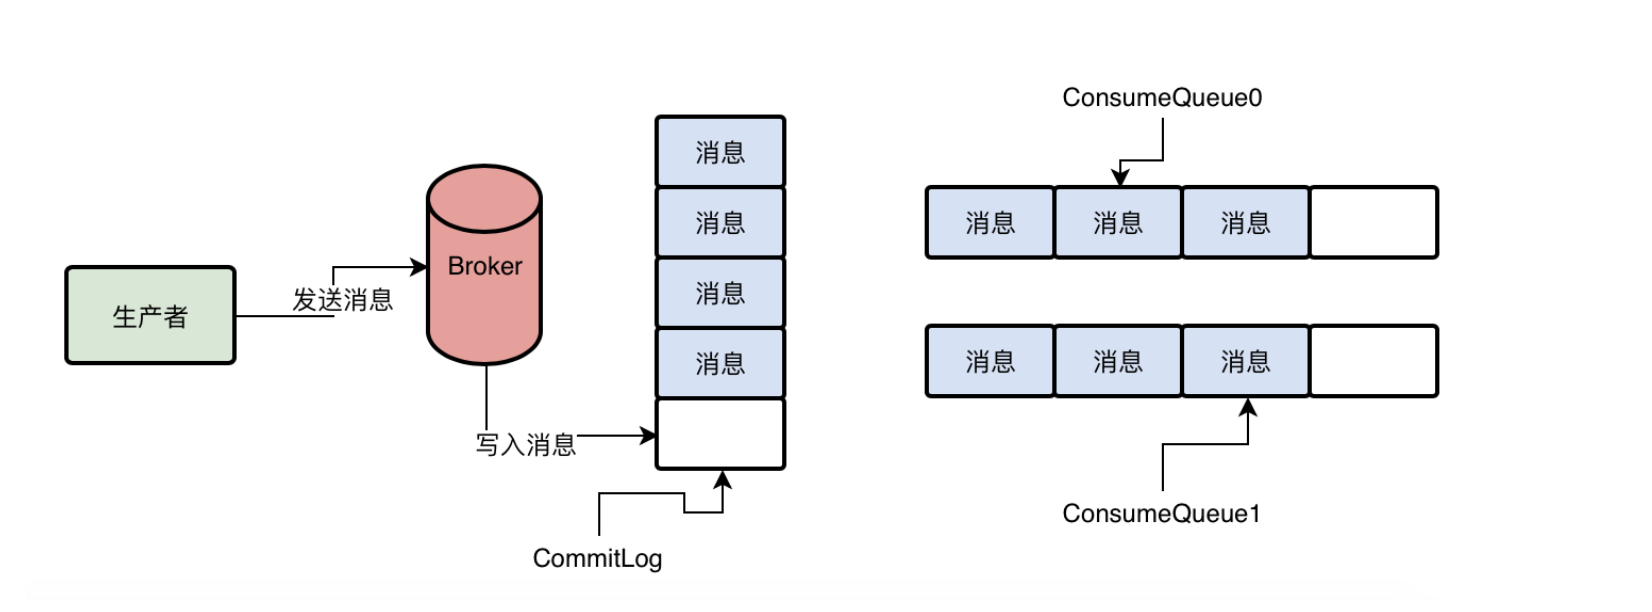 生产者
发送消息
Broker
写入消息
消息
消息
消息
消息
CommitLog
ConsumeQueue0
消息
消息
消息
消息
消息
消息
ConsumeQueue1